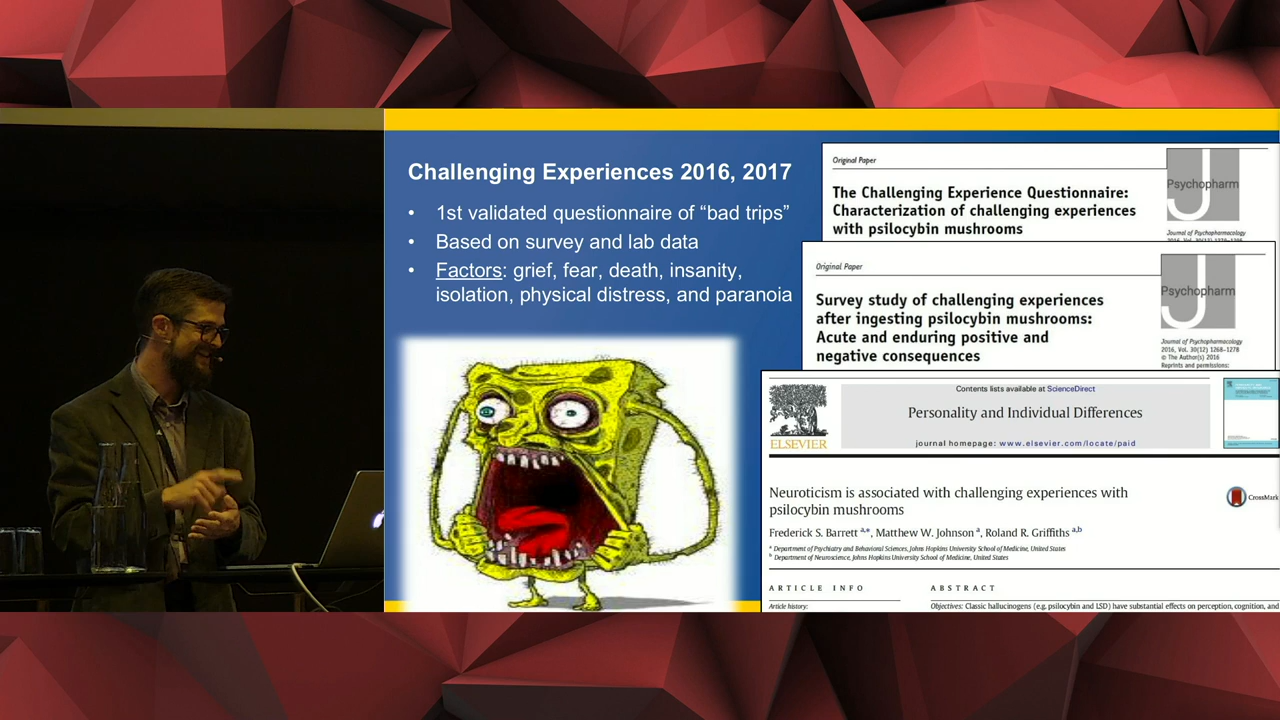 Challenging Experiences 2016, 2017
• 1st validated questionnaire of “bad trips”
• Based on survey and lab data
• Factors: grief, fear, death, insanity,
isolation, physical distress, and paranoia
Original Paper
The Challenging Experience Questionnaire:
Characterization of challenging experiences
with psilocybin mushrooms
J
Psychopharm
Journal of Psychopharmacology
Original Paper
Survey study of challenging experiences
after ingesting psilocybin mushrooms:
Acute and enduring positive and
negative consequences
J
Psychopharm
Journal of Psychopharmacology
2016, Vol. 30(12) 1268–1278
© The Author(s) 2016
Reprints and permissions:
ELSEVIER
Contents lists available at ScienceDirect
Personality and Individual Differences
journal homepage: www.elsevier.com/locate/paid
Neuroticism is associated with challenging experiences with
psilocybin mushrooms
CrossMark
Frederick S. Barrett a,*, Matthew W. Johnson a, Roland R. Griffiths a,b
a Department of Psychiatry and Behavioral Sciences, Johns Hopkins University School of Medicine, United States
b Department of Neuroscience, Johns Hopkins University School of Medicine, United States
ARTICLE INFO
Article history:
ABSTRACT
Objectives: Classic hallucinogens (e.g. psilocybin and LSD) have substantial effects on perception, cognition, and